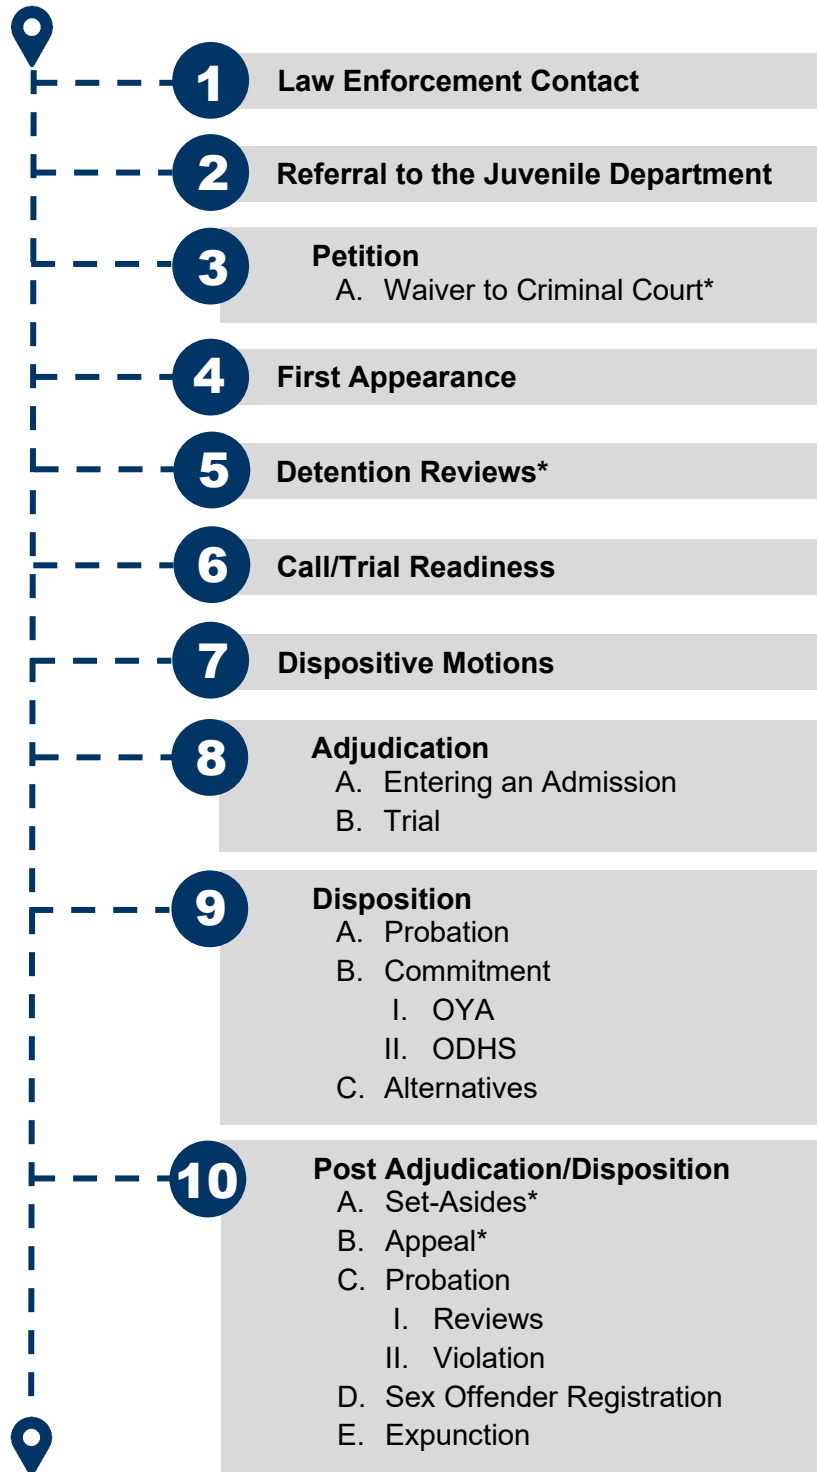 1 Law Enforcement Contact
2 Referral to the Juvenile Department
3 Petition
A. Waiver to Criminal Court*
4 First Appearance
5 Detention Reviews*
6 Call/Trial Readiness
7 Dispositive Motions
8 Adjudication
A. Entering an Admission
B. Trial
9 Disposition
A. Probation
B. Commitment
I. OYA
II. ODHS
C. Alternatives
10 Post Adjudication/Disposition
A. Set-Asides*
B. Appeal*
C. Probation
I. Reviews
II. Violation
D. Sex Offender Registration
E. Expunction